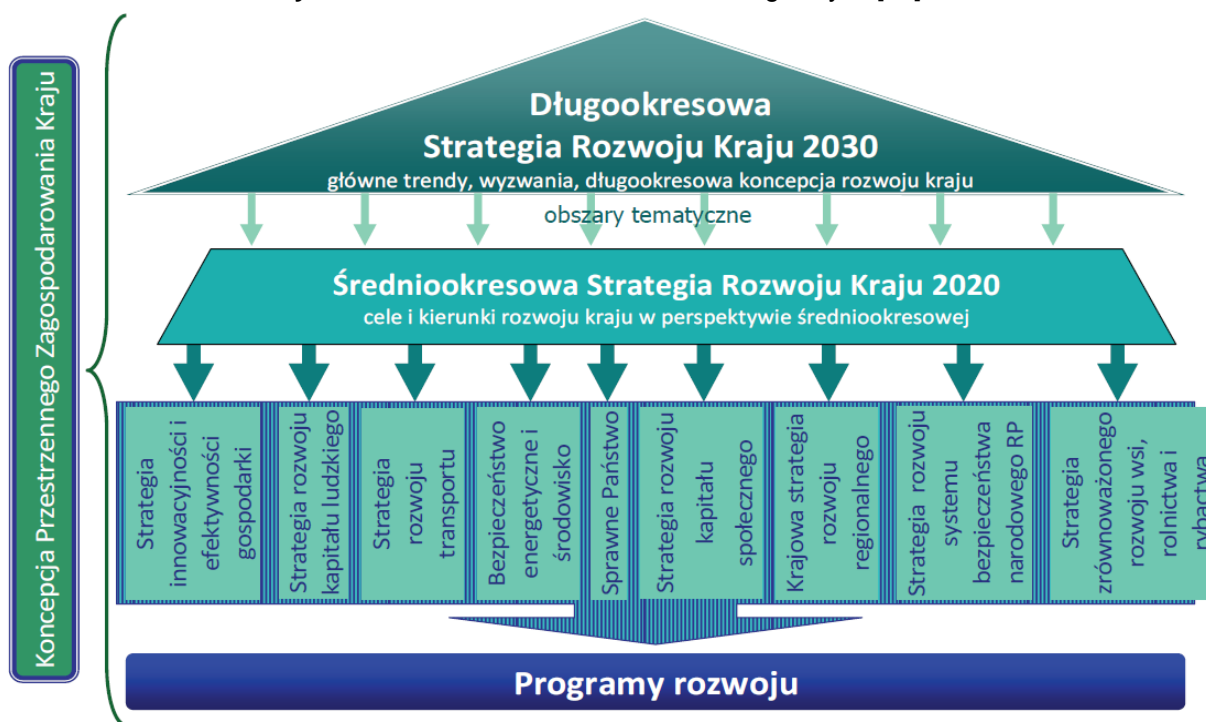 Koncepcja Przestrzennego Zagospodarowania Kraju
Długookresowa
Strategia Rozwoju Kraju 2030
główne trendy, wyzwania, długookresowa koncepcja rozwoju kraju
obszary tematyczne
Średniookresowa Strategia Rozwoju Kraju 2020
cele i kierunki rozwoju kraju w perspektywie średniookresowej
Strategia
innowacyjności i
efektywności
gospodarki
Strategia rozwoju
kapitału ludzkiego
Strategia
rozwoju
transportu
Bezpieczeństwo
energetyczne i
środowisko
Sprawne Państwo
Strategia rozwoju
kapitału
społecznego
Krajowa strategia
rozwoju
regionalnego
Strategia rozwoju
systemu
bezpieczeństwa
narodowego RP
Strategia
zrównoważonego
rozwoju wsi,
rolnictwa i
rybactwa
Programy rozwoju